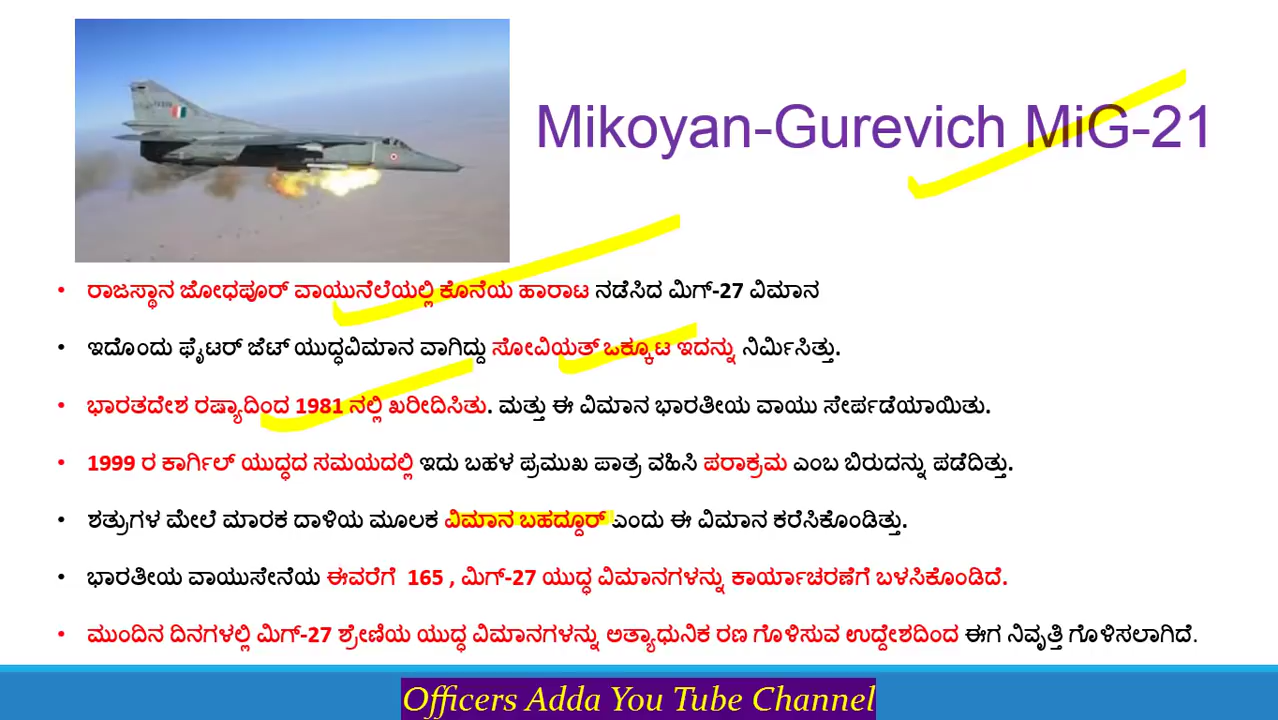 Mikoyan-Gurevich MiG-21
• ರಾಜಸ್ಥಾನ ಜೋಧಪೂರ್ ವಾಯುನೆಲೆಯಲ್ಲಿ ಕೊನೆಯ ಹಾರಾಟ ನಡೆಸಿದ ಮಿಗ್-27 ವಿಮಾನ
• ಇದೊಂದು ಫೈಟರ್ ಜೆಟ್ ಯುದ್ಧವಿಮಾನ ವಾಗಿದ್ದು ಸೋವಿಯತ್ ಒಕ್ಕೂಟ ಇದನ್ನು ನಿರ್ಮಿಸಿತ್ತು.
• ಭಾರತದೇಶ ರಷ್ಯಾದಿಂದ 1981 ನಲ್ಲಿ ಖರೀದಿಸಿತು. ಮತ್ತು ಈ ವಿಮಾನ ಭಾರತೀಯ ವಾಯು ಸೇರ್ಪಡೆಯಾಯಿತು.
• 1999 ರ ಕಾರ್ಗಿಲ್ ಯುದ್ಧದ ಸಮಯದಲ್ಲಿ ಇದು ಬಹಳ ಪ್ರಮುಖ ಪಾತ್ರ ವಹಿಸಿ ಪರಾಕ್ರಮ ಎಂಬ ಬಿರುದನ್ನು ಪಡೆದಿತ್ತು.
• ಶತ್ರುಗಳ ಮೇಲೆ ಮಾರಕ ದಾಳಿಯ ಮೂಲಕ ವಿಮಾನ ಬಹದ್ದೂರ್ ಎಂದು ಈ ವಿಮಾನ ಕರೆಸಿಕೊಂಡಿತ್ತು.
• ಭಾರತೀಯ ವಾಯುಸೇನೆಯ ಈವರೆಗೆ 165 , ಮಿಗ್-27 ಯುದ್ಧ ವಿಮಾನಗಳನ್ನು ಕಾರ್ಯಾಚರಣೆಗೆ ಬಳಸಿಕೊಂಡಿದೆ.
• ಮುಂದಿನ ದಿನಗಳಲ್ಲಿ ಮಿಗ್-27 ಶ್ರೇಣಿಯ ಯುದ್ಧ ವಿಮಾನಗಳನ್ನು ಅತ್ಯಾಧುನಿಕ ರಣ ಗೊಳಿಸುವ ಉದ್ದೇಶದಿಂದ ಈಗ ನಿವೃತ್ತಿ ಗೊಳಿಸಲಾಗಿದೆ.
Officers Adda You Tube Channel